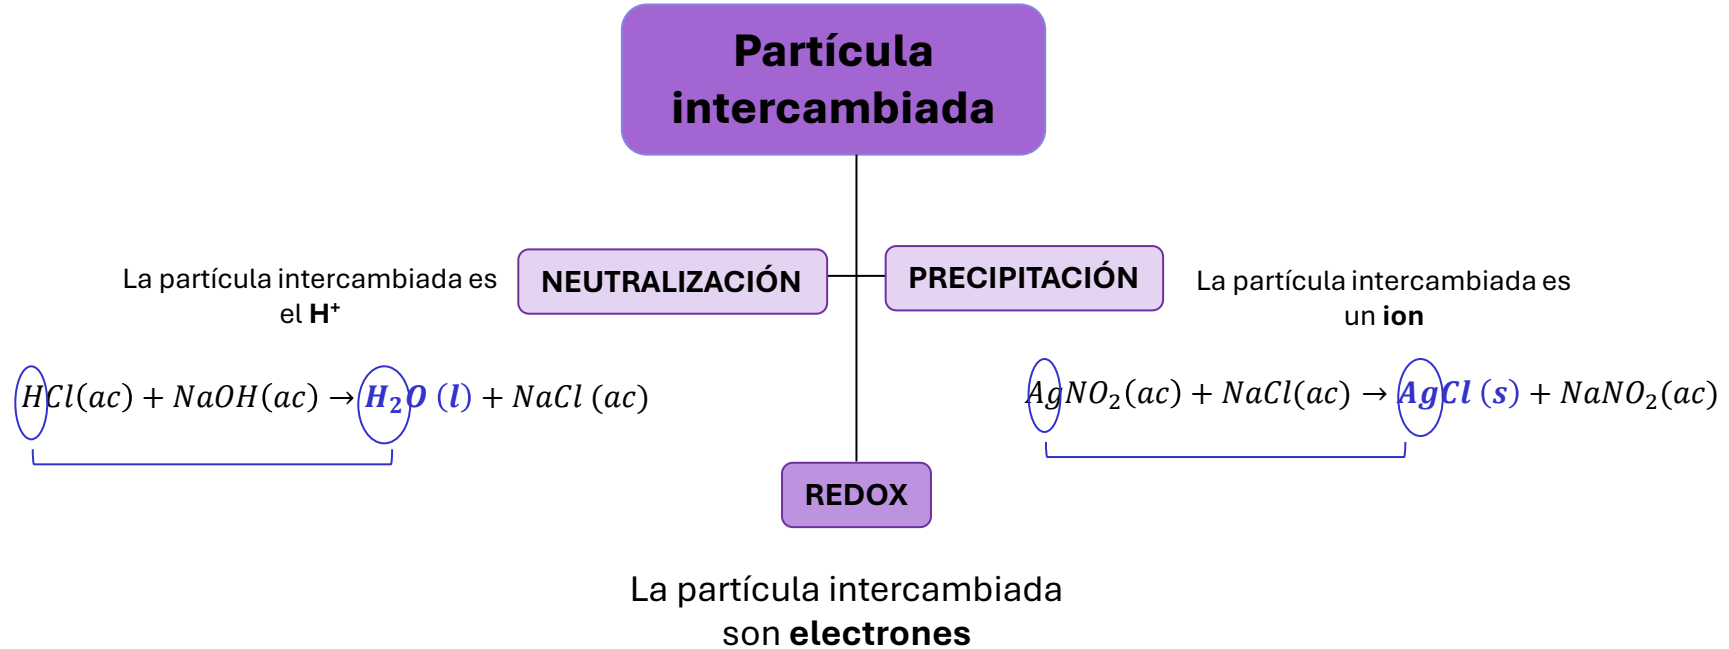 Partícula
intercambiada
NEUTRALIZACIÓN
PRECIPITACIÓN
La partícula intercambiada es
el H⁺
La partícula intercambiada es
un ion
HCl(ac) + NaOH(ac) → H₂O (l) + NaCl (ac)
AgNO₂(ac) + NaCl(ac) → AgCl (s) + NaNO₂(ac)
REDOX
La partícula intercambiada
son electrones